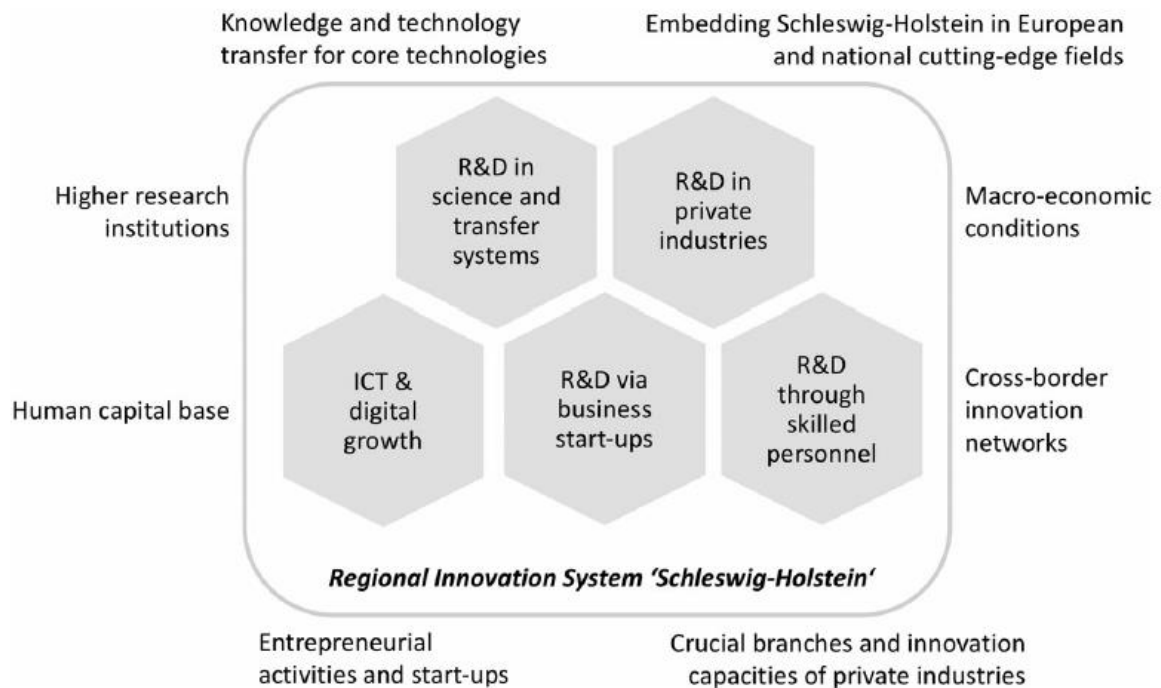 Knowledge and technology
transfer for core technologies
Embedding Schleswig-Holstein in European
and national cutting-edge fields
Higher research
institutions
R&D in
science and
transfer
systems
R&D in
private
industries
Macro-economic
conditions
Human capital base
ICT &
digital
growth
R&D via
business
start-ups
R&D
through
skilled
personnel
Cross-border
innovation
networks
Regional Innovation System ‘Schleswig-Holstein‘
Entrepreneurial
activities and start-ups
Crucial branches and innovation
capacities of private industries